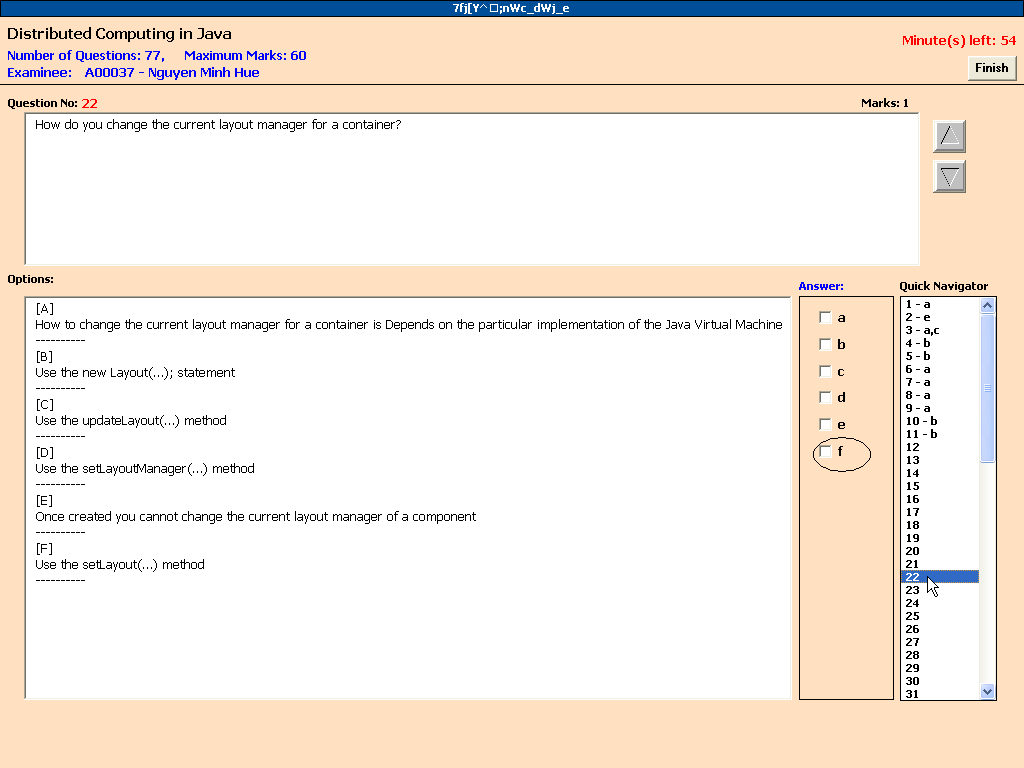 7fj[Y^ □;nWc_dWj_e
Distributed Computing in Java
Number of Questions: 77, Maximum Marks: 60
Minute(s) left: 54
Examinee: A00037 - Nguyen Minh Hue
Finish
Question No: 22
Marks: 1
How do you change the current layout manager for a container?
Options:
[A]
How to change the current layout manager for a container is Depends on the particular implementation of the Java Virtual Machine
----------
[B]
Use the new Layout(...); statement
----------
[C]
Use the updateLayout(...) method
----------
[D]
Use the setLayoutManager(...) method
----------
[E]
Once created you cannot change the current layout manager of a component
----------
[F]
Use the setLayout(...) method
----------
Answer:
a
b
c
d
e
f
Quick Navigator
1 - a
2 - e
3 - a,c
4 - b
5 - b
6 - a
7 - a
8 - a
9 - a
10 - b
11 - b
12
13
14
15
16
17
18
19
20
21
22
23
24
25
26
27
28
29
30
31